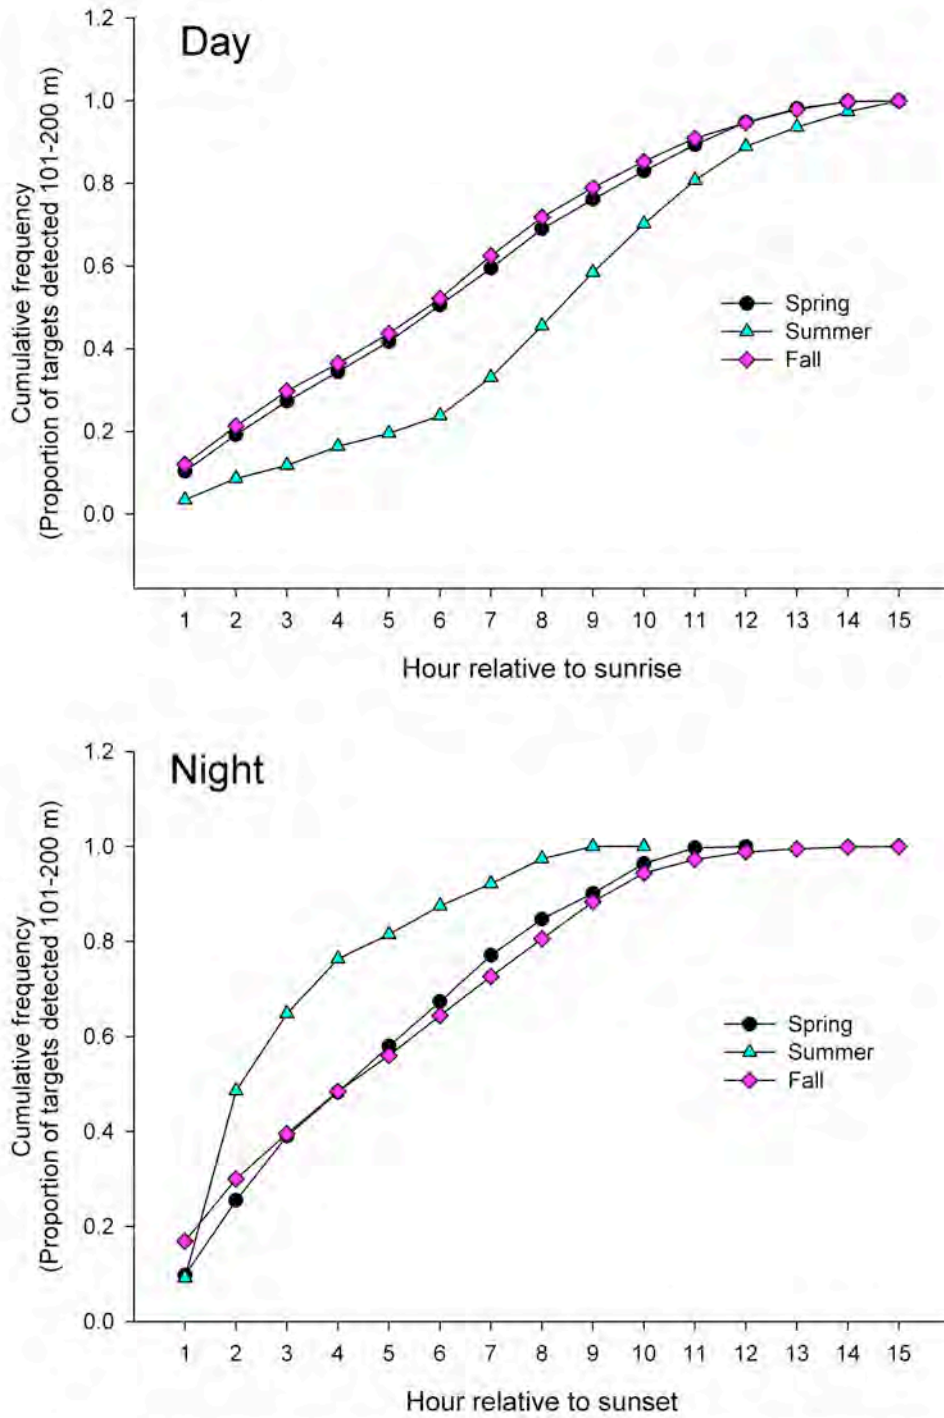 Day
1.2
1.0
0.8
0.6
0.4
0.2
0.0
Cumulative frequency
(Proportion of targets detected 101-200 m)
Spring
Summer
Fall
1 2 3 4 5 6 7 8 9 10 11 12 13 14 15
Hour relative to sunrise
Night
1.2
1.0
0.8
0.6
0.4
0.2
0.0
Cumulative frequency
(Proportion of targets detected 101-200 m)
Spring
Summer
Fall
1 2 3 4 5 6 7 8 9 10 11 12 13 14 15
Hour relative to sunset